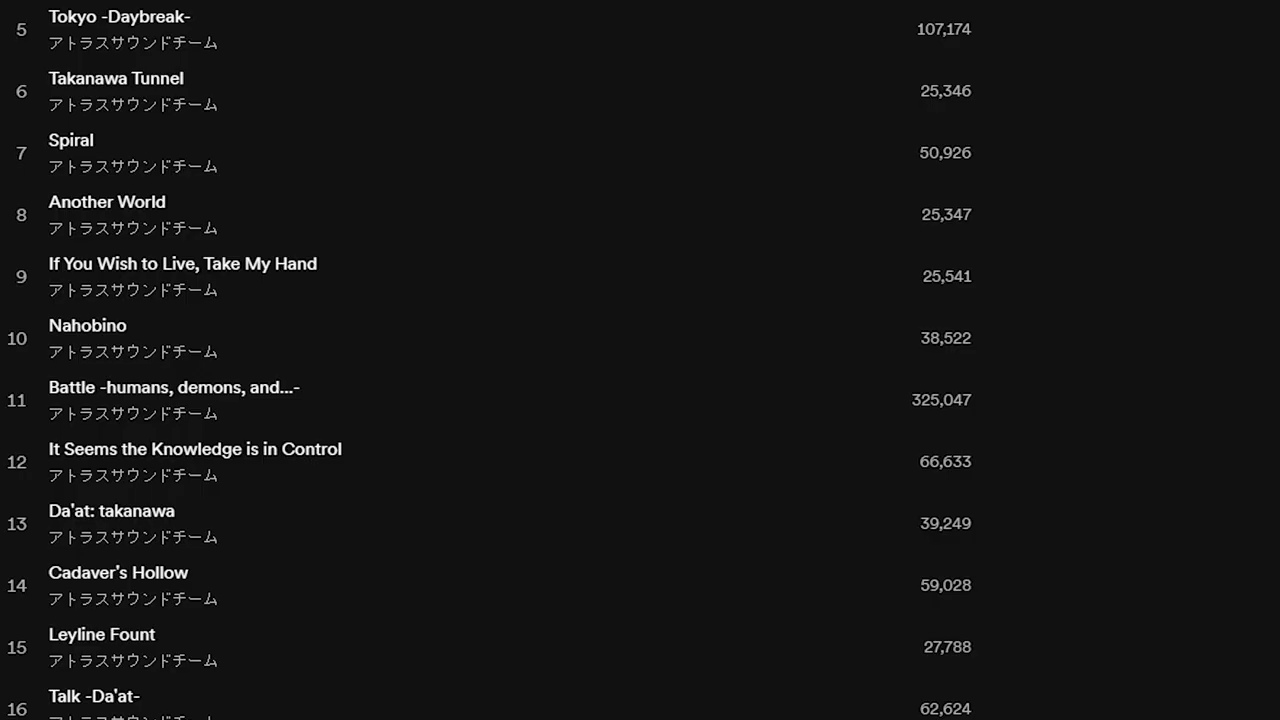 5 Tokyo -Daybreak- 107,174
アトラスサウンドチーム
6 Takanawa Tunnel 25,346
アトラスサウンドチーム
7 Spiral 50,926
アトラスサウンドチーム
8 Another World 25,347
アトラスサウンドチーム
9 If You Wish to Live, Take My Hand 25,541
アトラスサウンドチーム
10 Nahobino 38,522
アトラスサウンドチーム
11 Battle -humans, demons, and...- 325,047
アトラスサウンドチーム
12 It Seems the Knowledge is in Control 66,633
アトラスサウンドチーム
13 Da'at: takanawa 39,249
アトラスサウンドチーム
14 Cadaver's Hollow 59,028
アトラスサウンドチーム
15 Leyline Fount 27,788
アトラスサウンドチーム
16 Talk -Da'at- 62,624